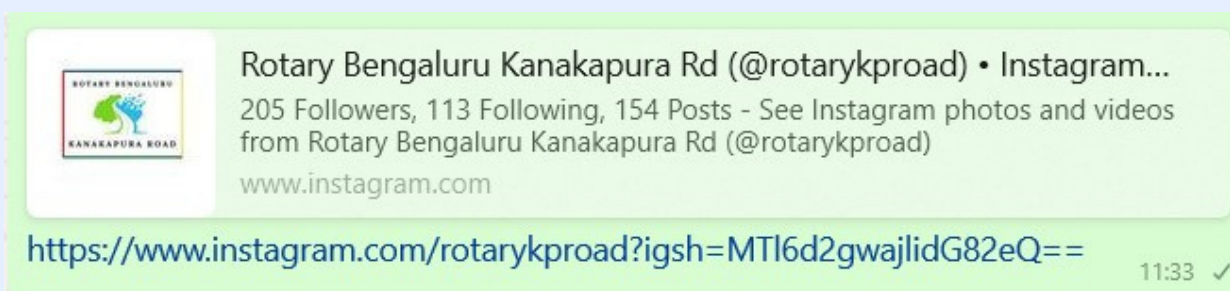 ROTARY BENGALURU
KANAKAPURA ROAD
Rotary Bengaluru Kanakapura Rd (@rotarykproad) • Instagram...
205 Followers, 113 Following, 154 Posts - See Instagram photos and videos
from Rotary Bengaluru Kanakapura Rd (@rotarykproad)
www.instagram.com
https://www.instagram.com/rotarykproad?igsh=MTl6d2gwajlidG82eQ==
11:33